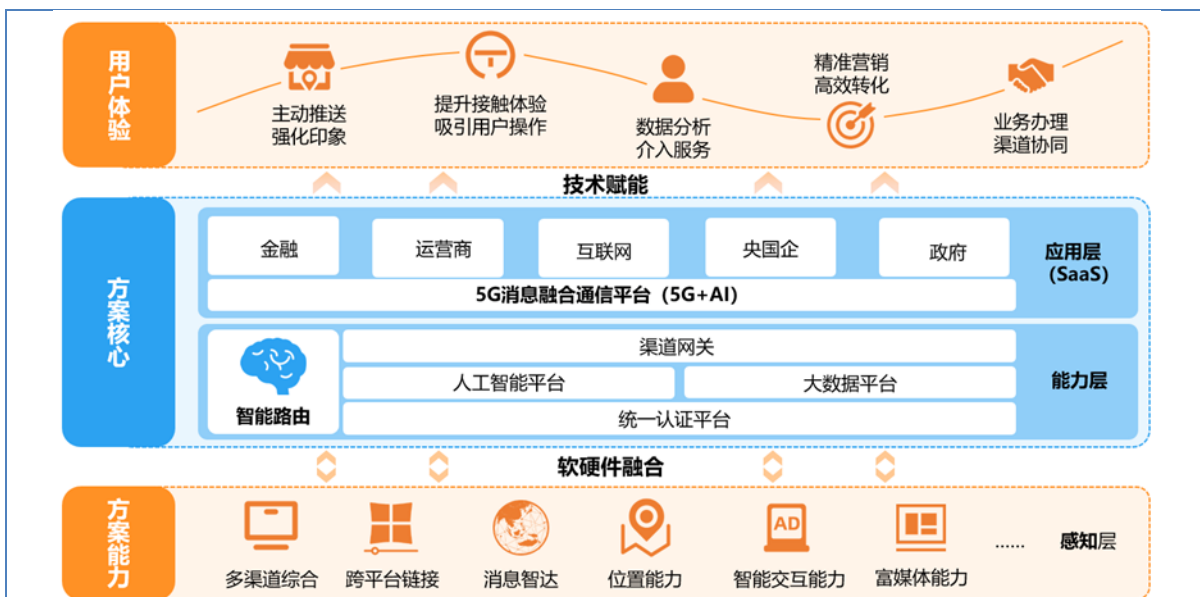 用户体验
主动推送
强化印象
提升接触体验
吸引用户操作
数据分析
介入服务
精准营销
高效转化
业务办理
渠道协同
技术赋能
方案核心
金融
运营商
互联网
央国企
政府
应用层
(SaaS)
5G消息融合通信平台（5G+AI）
智能路由
渠道网关
人工智能平台
大数据平台
统一认证平台
能力层
软硬件融合
方案能力
多渠道综合
跨平台链接
消息智达
位置能力
AD
智能交互能力
富媒体能力
......
感知层